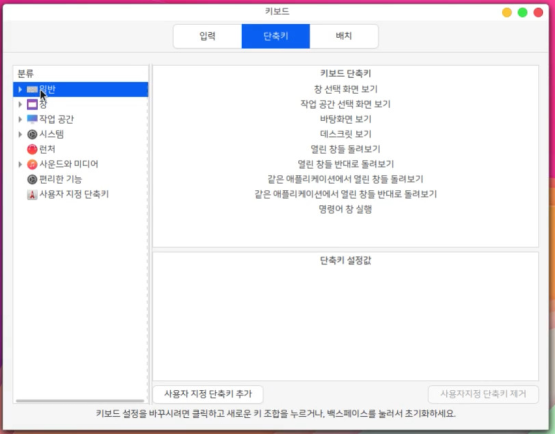 키보드
입력
단축키
배치
분류
일반
창
작업 공간
시스템
런처
사운드와 미디어
편리한 기능
사용자 지정 단축키
키보드 단축키
창 선택 화면 보기
작업 공간 선택 화면 보기
바탕화면 보기
데스크릿 보기
열린 창들 돌려보기
열린 창들 반대로 돌려보기
같은 애플리케이션에서 열린 창들 돌려보기
같은 애플리케이션에서 열린 창들 반대로 돌려보기
명령어 창 실행
단축키 설정값
사용자 지정 단축키 추가
사용자지정 단축키 제거
키보드 설정을 바꾸시려면 클릭하고 새로운 키 조합을 누르거나, 백스페이스를 눌러서 초기화하세요.